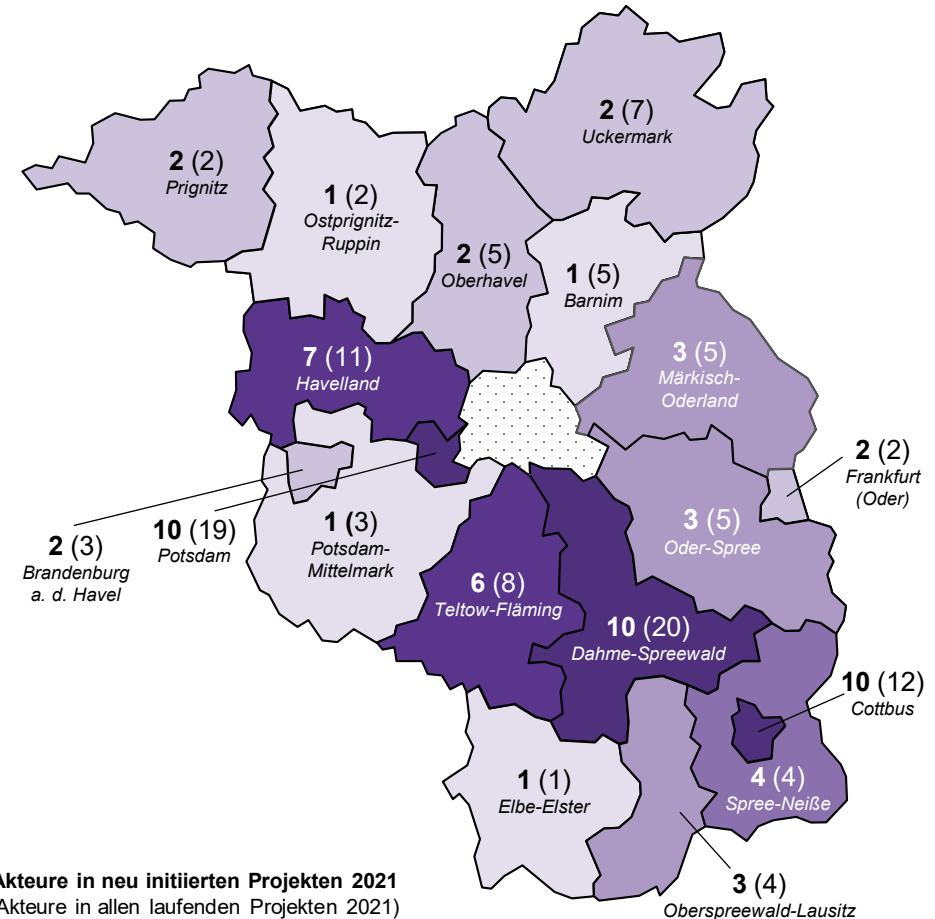 2 (7)
Uckermark
2 (2)
Prignitz
1 (2)
Ostprignitz-
Ruppin
2 (5)
Oberhavel
1 (5)
Barnim
7 (11)
Havelland
3 (5)
Märkisch-
Oderland
2 (2)
Frankfurt
(Oder)
10 (19)
Potsdam
2 (3)
Brandenburg
a. d. Havel
1 (3)
Potsdam-
Mittelmark
3 (5)
Oder-Spree
6 (8)
Teltow-Fläming
10 (20)
Dahme-Spreewald
10 (12)
Cottbus
4 (4)
Spree-Neiße
1 (1)
Elbe-Elster
3 (4)
Oberspreewald-Lausitz
Akteure in neu initiierten Projekten 2021
Akteure in allen laufenden Projekten 2021)